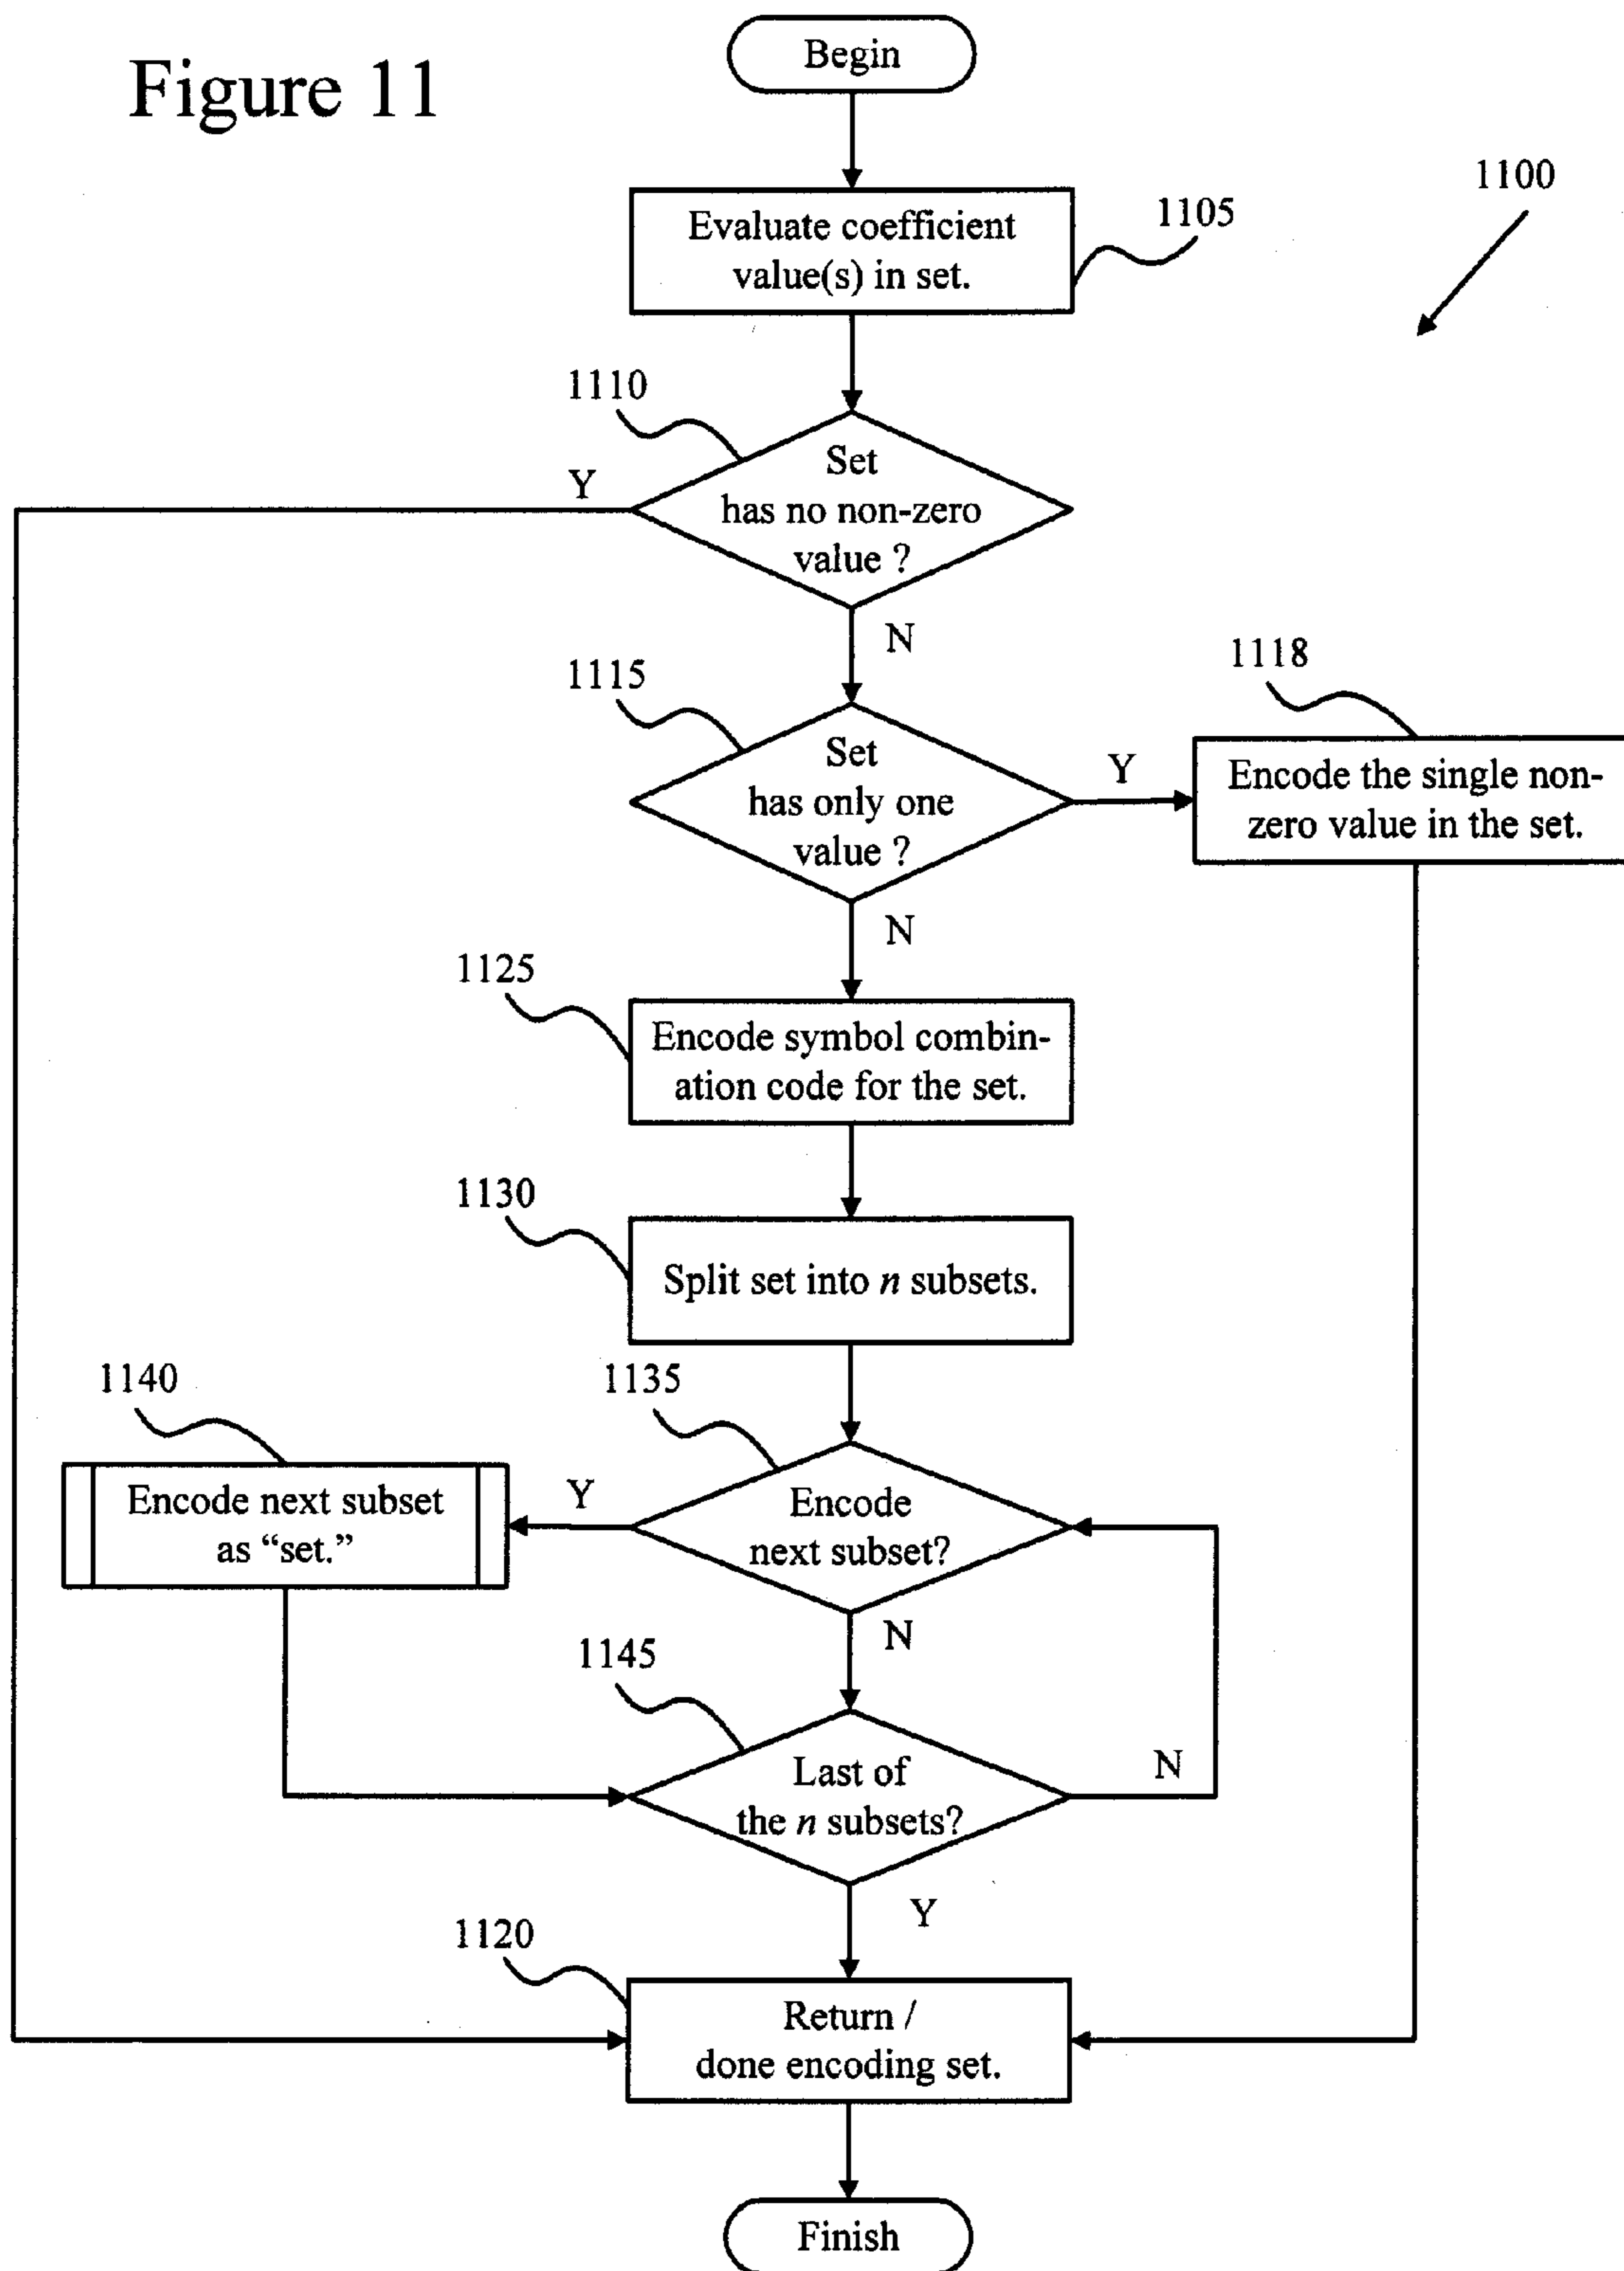 Figure 11
Begin
1100
1105
Evaluate coefficient
value(s) in set.
1110
Set
has no non-zero
value ?
Y
N
1115
Set
has only one
value ?
Y
1118
Encode the single non-
zero value in the set.
N
1125
Encode symbol combin-
ation code for the set.
1130
Split set into n subsets.
1135
Encode
next subset?
1140
Y
Encode next subset
as “set.”
N
1145
Last of
the n subsets?
N
Y
1120
Return /
done encoding set.
Finish